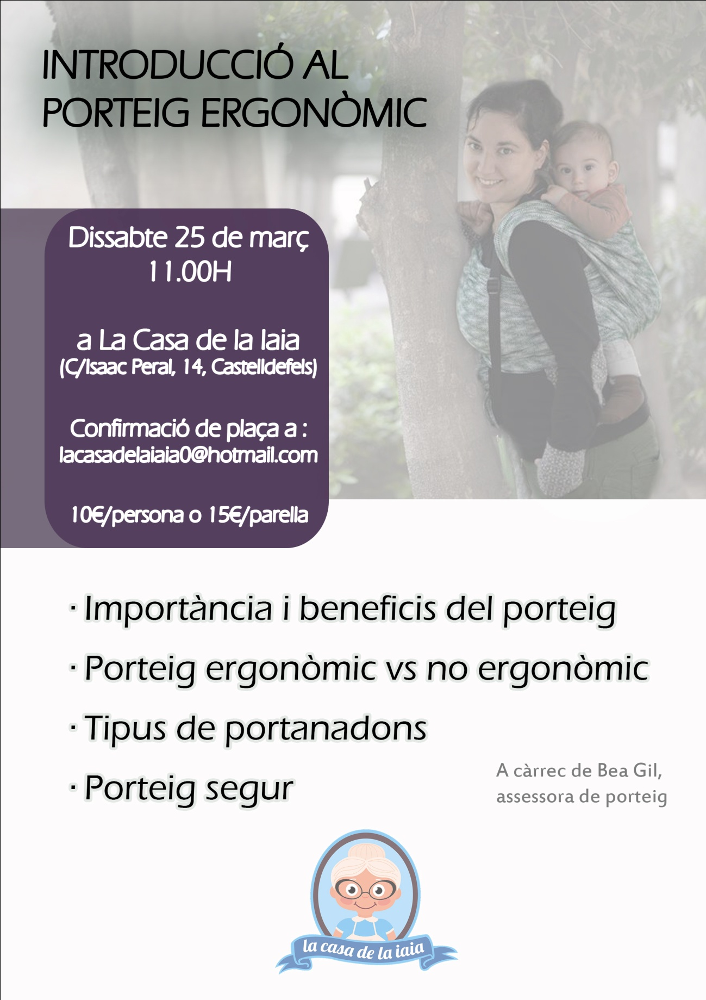 INTRODUCCIÓ AL
PORTEIG ERGONÒMIC
Dissabte 25 de març
11.00H
a La Casa de la Iaia
(C/Isaac Peral, 14, Castelldefels)
Confirmació de plaça a :
lacasadelaiaia0@hotmail.com
10€/persona o 15€/parella
· Importància i beneficis del porteig
· Porteig ergonòmic vs no ergonòmic
· Tipus de portanadons
· Porteig segur
A càrrec de Bea Gil,
assessora de porteig
la casa de la iaia